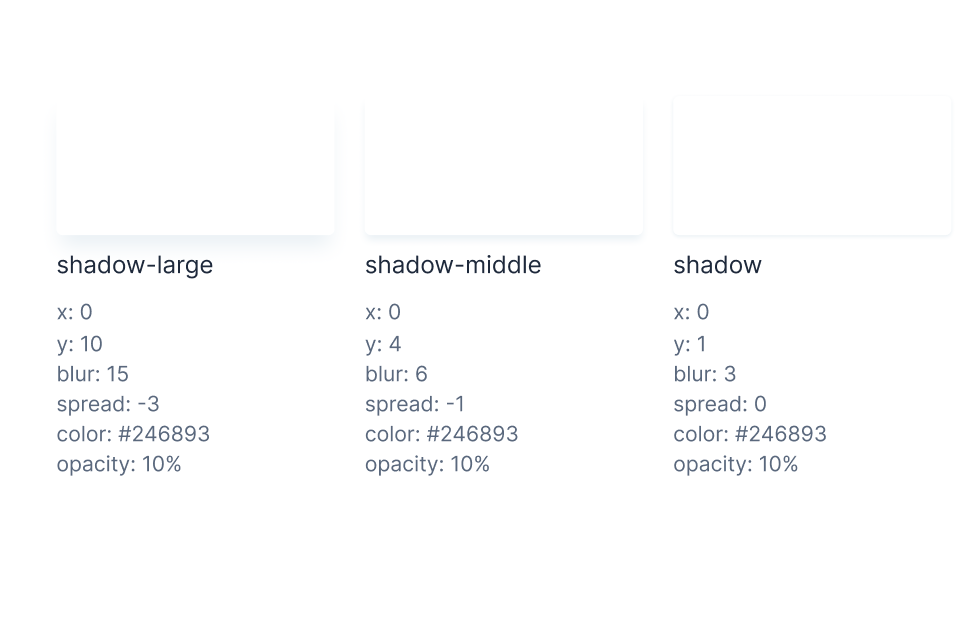 shadow-large
x: 0
y: 10
blur: 15
spread: -3
color: #246893
opacity: 10%
shadow-middle
x: 0
y: 4
blur: 6
spread: -1
color: #246893
opacity: 10%
shadow
x: 0
y: 1
blur: 3
spread: 0
color: #246893
opacity: 10%